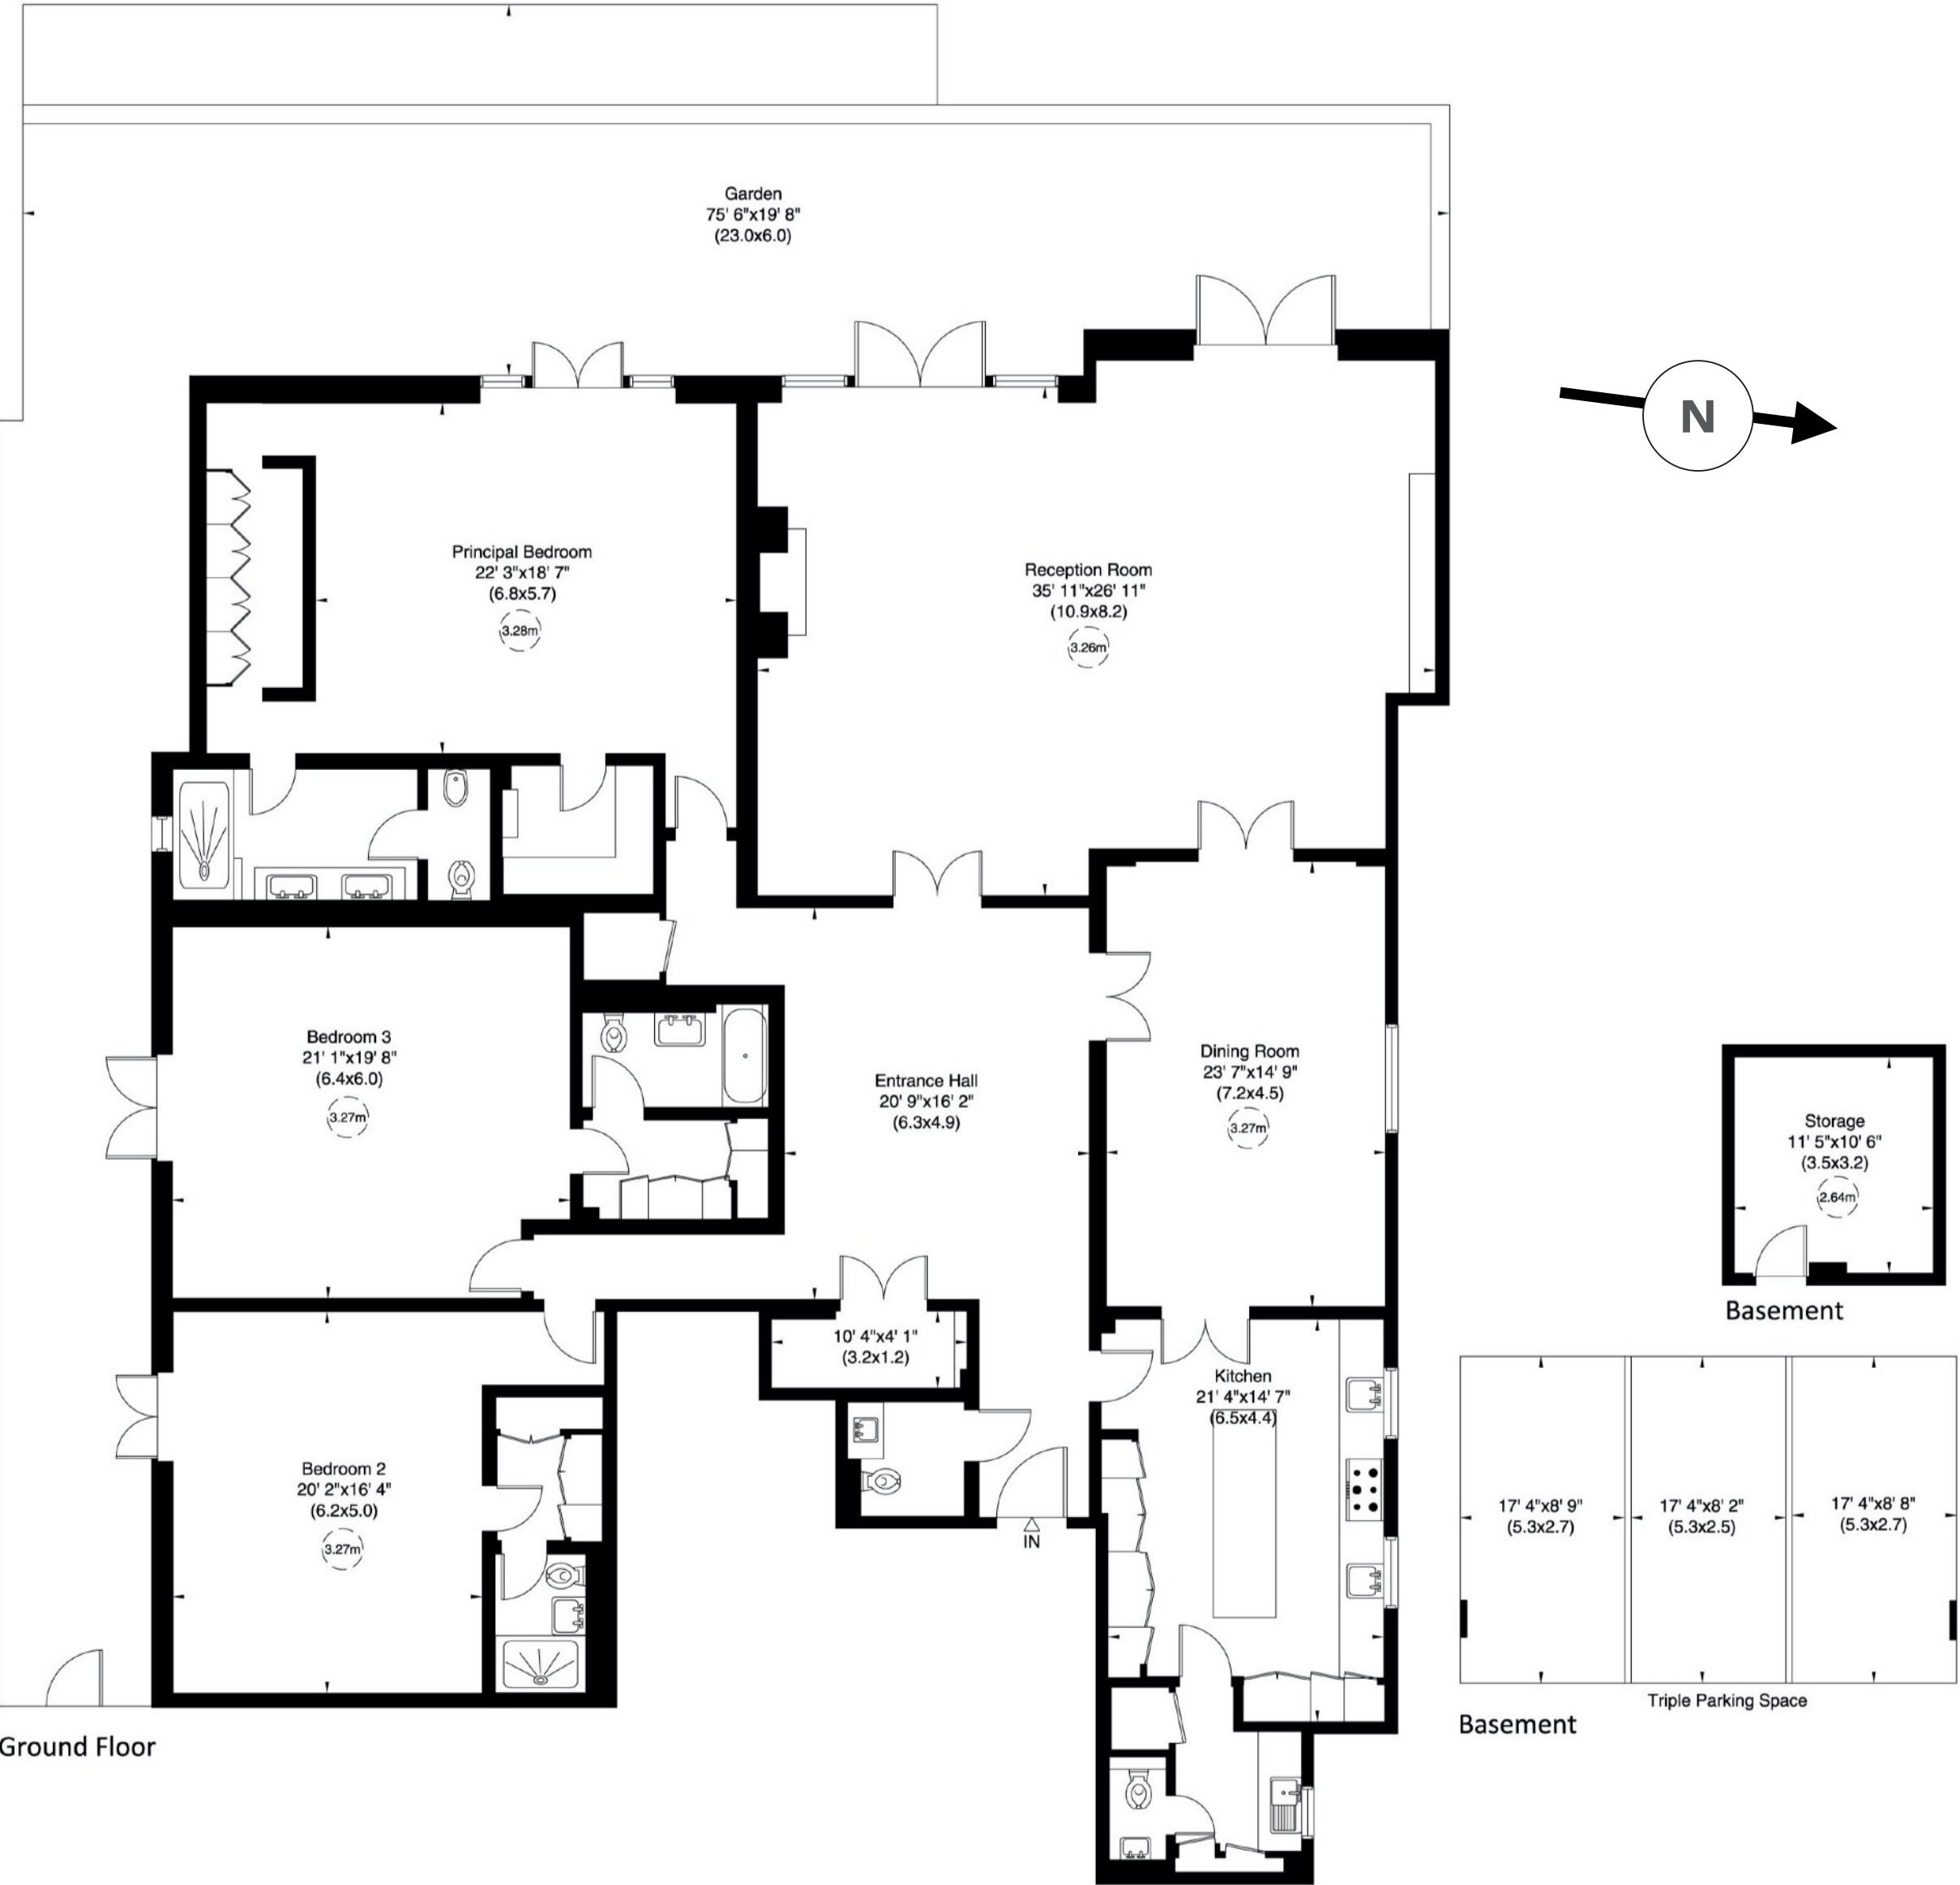 Garden
75' 6"x19' 8"
(23.0x6.0)
N
Principal Bedroom
22' 3"x18' 7"
(6.8x5.7)
3.28m
Reception Room
35' 11"x26' 11"
(10.9x8.2)
3.26m
Bedroom 3
21' 1"x19' 8"
(6.4x6.0)
3.27m
Entrance Hall
20' 9"x16' 2"
(6.3x4.9)
Dining Room
23' 7"x14' 9"
(7.2x4.5)
3.27m
Storage
11' 5"x10' 6"
(3.5x3.2)
2.64m
Basement
10' 4"x4' 1"
(3.2x1.2)
Kitchen
21' 4"x14' 7"
(6.5x4.4)
Bedroom 2
20' 2"x16' 4"
(6.2x5.0)
3.27m
IN
17' 4"x8' 9"
(5.3x2.7)
17' 4"x8' 2"
(5.3x2.5)
17' 4"x8' 8"
(5.3x2.7)
Triple Parking Space
Basement
Ground Floor